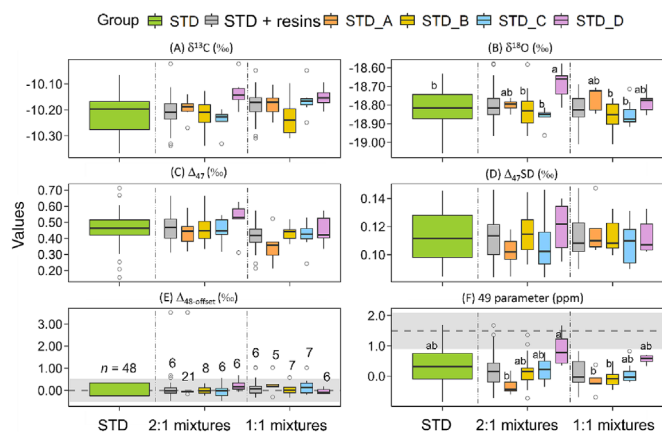 Group STD STD + resins STD_A STD_B STD_C STD_D
(A) δ¹³C (‰)
-10.10
-10.20
-10.30
(B) δ¹⁸O (‰)
-18.60
-18.70
-18.80
-18.90
-19.00
b ab b b a ab b b ab
(C) Δ47 (‰)
0.70
0.60
0.50
0.40
0.30
0.20
(D) Δ47SD (‰)
0.14
0.12
0.10
Values
(E) Δ48-offset (‰)
3.00
2.00
1.00
0.00
n = 48 6 21 8 6 6 6 5 7 7 6
(F) 49 parameter (ppm)
2.0
1.0
0.0
ab b ab ab a b b ab ab
STD 2:1 mixtures 1:1 mixtures STD 2:1 mixtures 1:1 mixtures